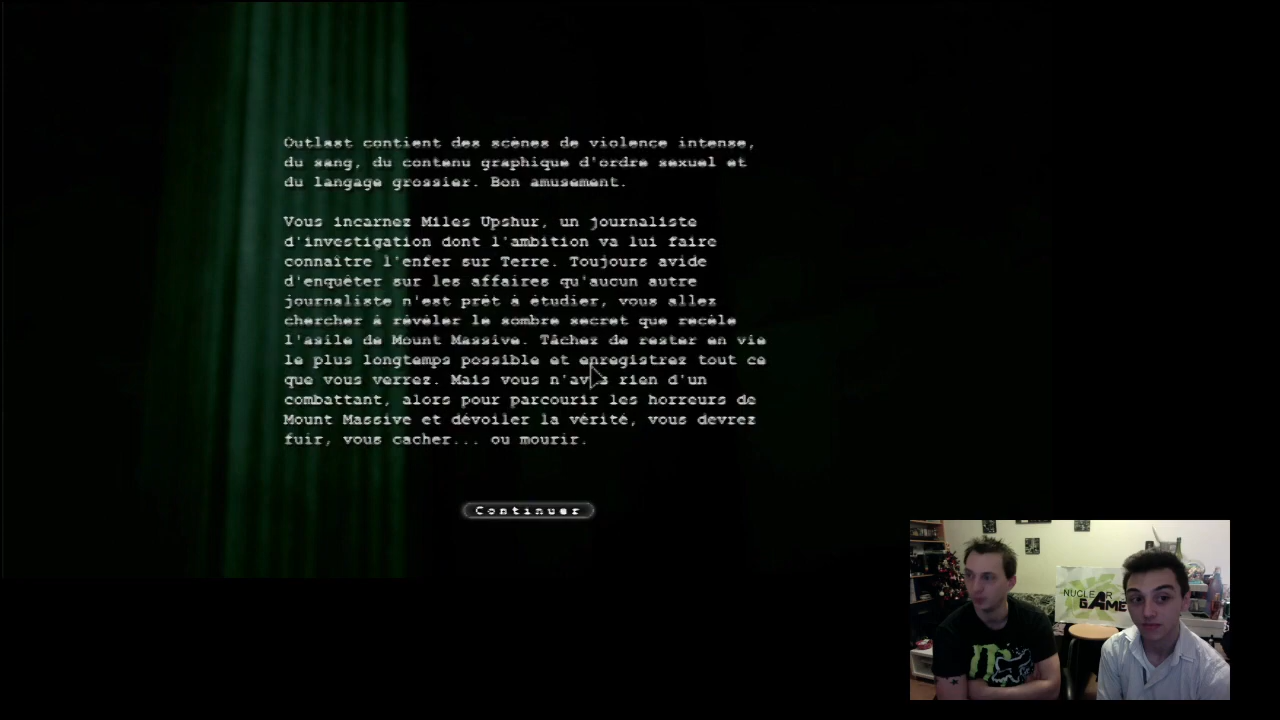 Outlast contient des scènes de violence intense,
du sang, du contenu graphique d'ordre sexuel et
du langage grossier. Bon amusement.
Vous incarnez Miles Upshur, un journaliste
d'investigation dont l'ambition va lui faire
connaître l'enfer sur Terre. Toujours avide
d'enquêter sur les affaires qu'aucun autre
journaliste n'est prêt à étudier, vous allez
chercher à révéler le sombre secret que recèle
l'asile de Mount Massive. Tâchez de rester en vie
le plus longtemps possible et enregistrez tout ce
que vous verrez. Mais vous n'avez rien d'un
combattant, alors pour parcourir les horreurs de
Mount Massive et dévoiler la vérité, vous devrez
fuir, vous cacher... ou mourir.
Continuer
NUCLEAR
GAME